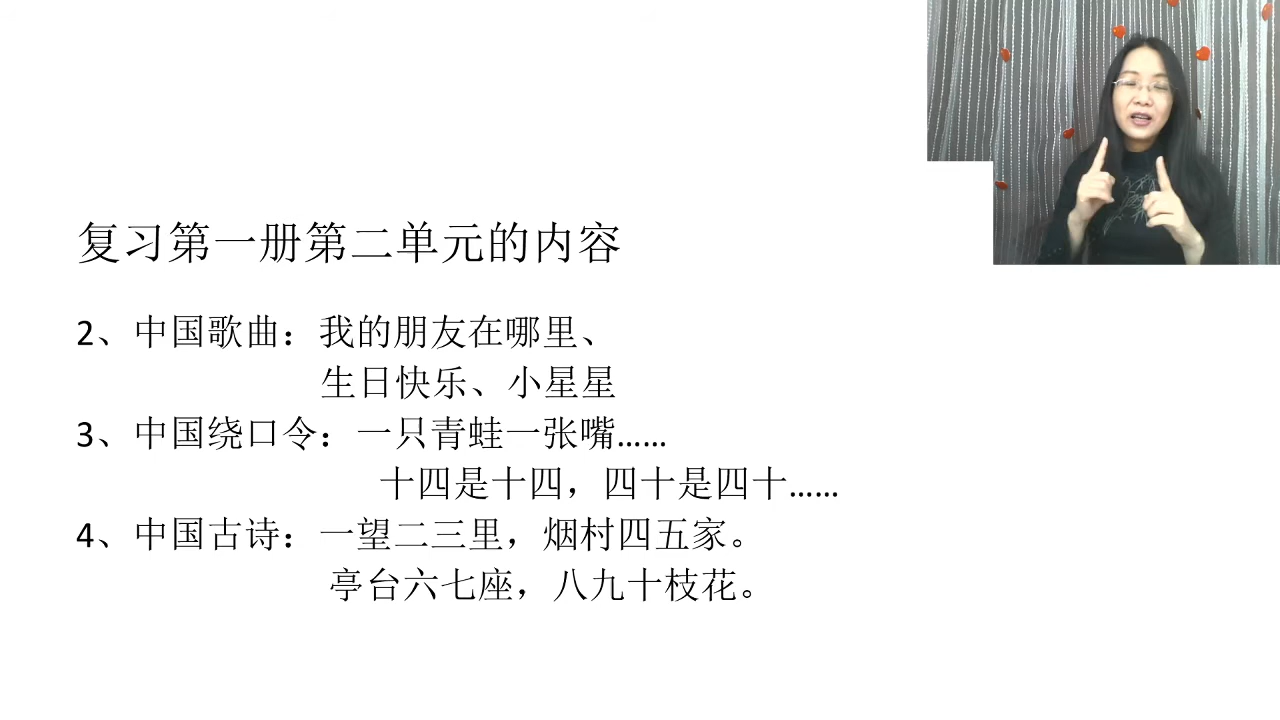 复习第一册第二单元的内容
2、中国歌曲：我的朋友在哪里、
生日快乐、小星星
3、中国绕口令：一只青蛙一张嘴……
十四是十四，四十是四十……
4、中国古诗：一望二三里，烟村四五家。
亭台六七座，八九十枝花。